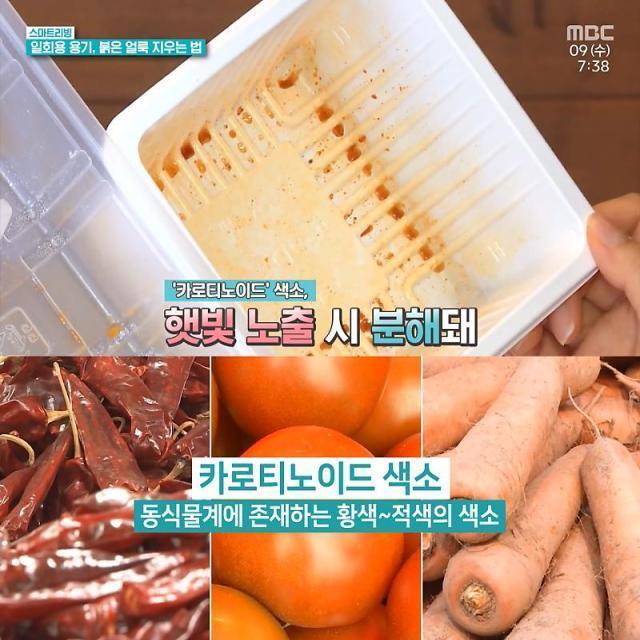 스마트리빙
일회용 용기, 붉은 얼룩 지우는 법
MBC
09 (수)
7:38
'카로티노이드' 색소,
햇빛 노출 시 분해돼
카로티노이드 색소
동식물계에 존재하는 황색~적색의 색소